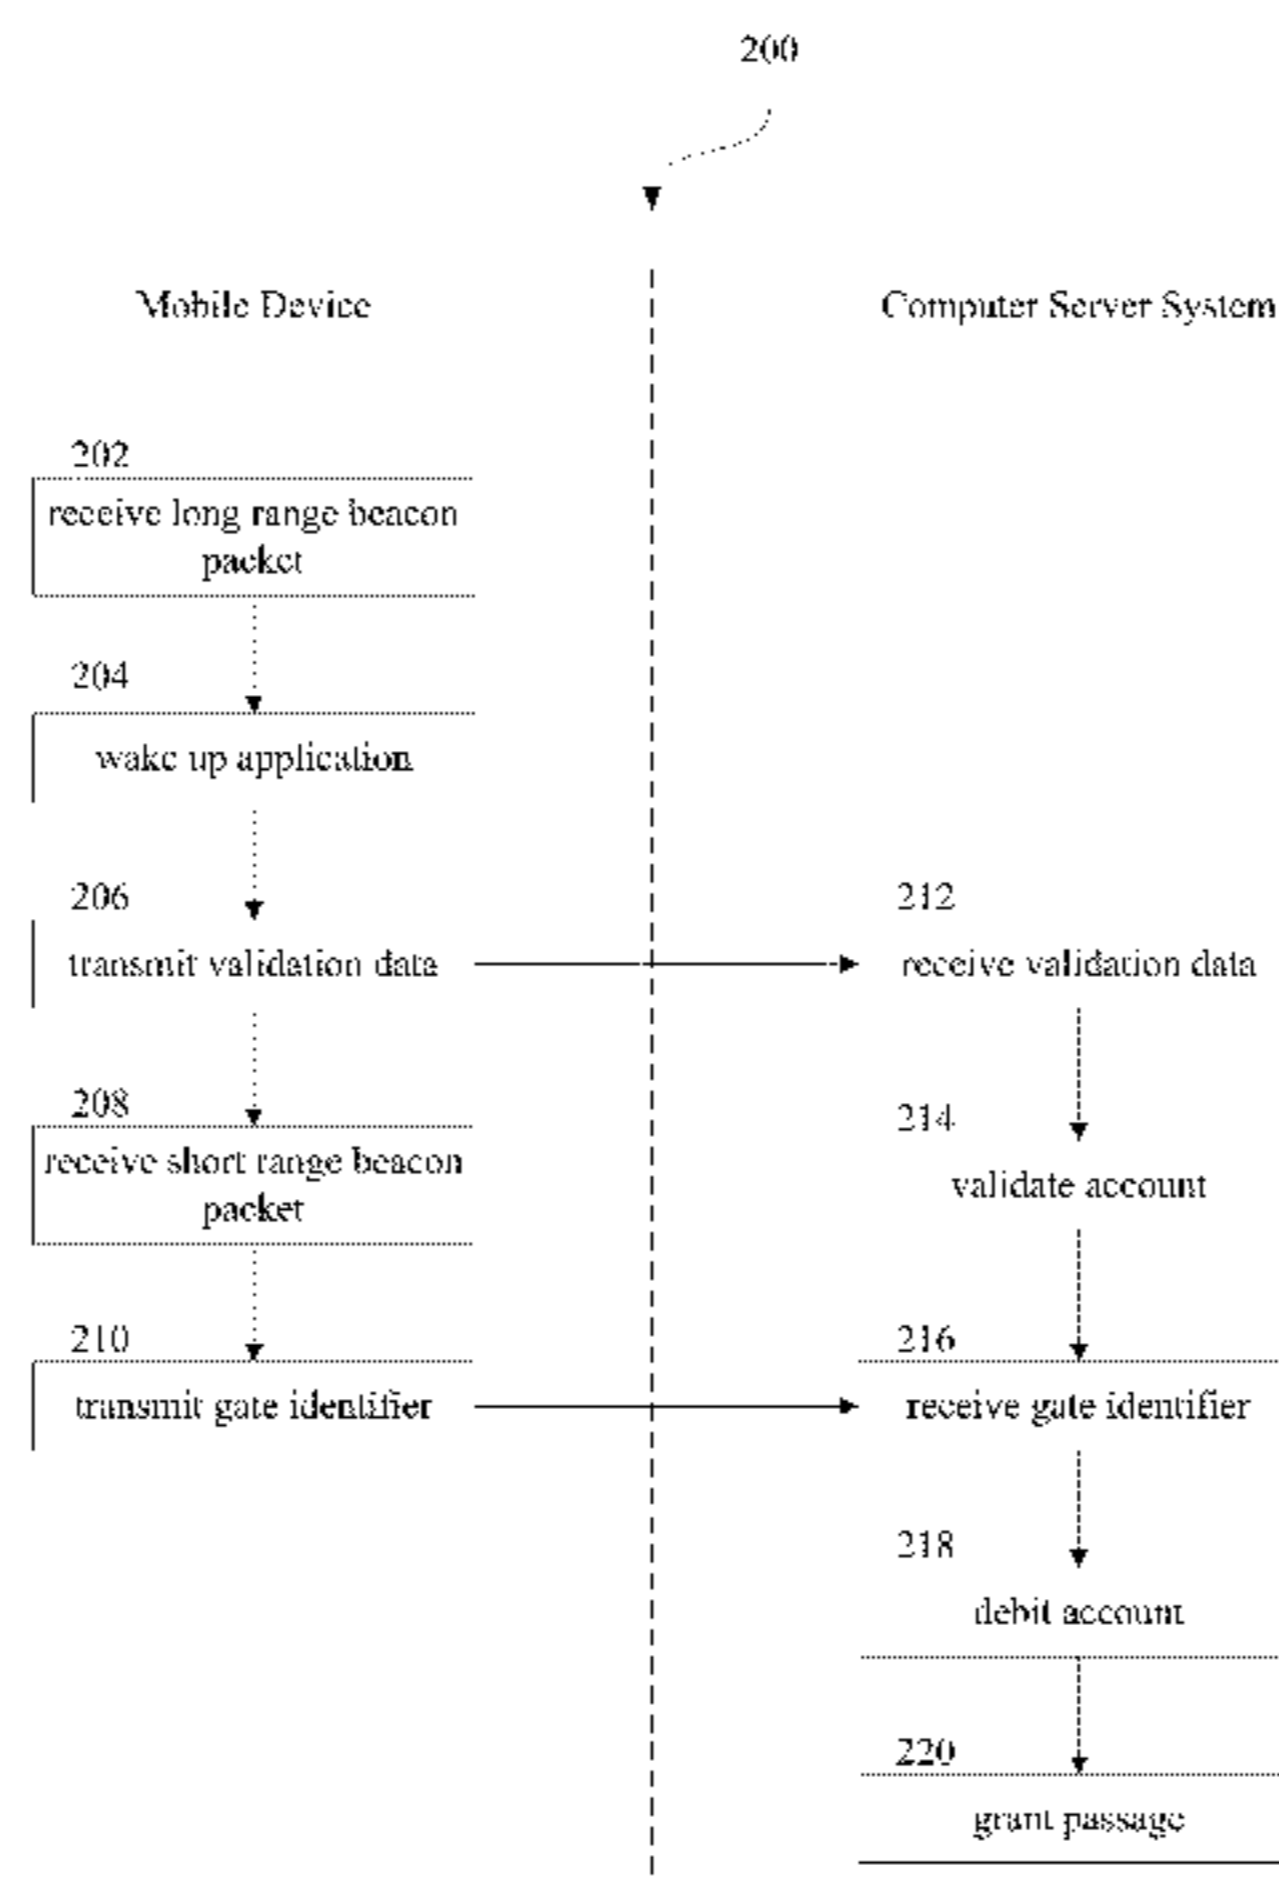 200
Mobile Device
Computer Server System
202
receive long range beacon
packet
204
wake up application
206
transmit validation data
212
receive validation data
208
receive short range beacon
packet
214
validate account
210
transmit gate identifier
216
receive gate identifier
218
debit account
220
grant passage